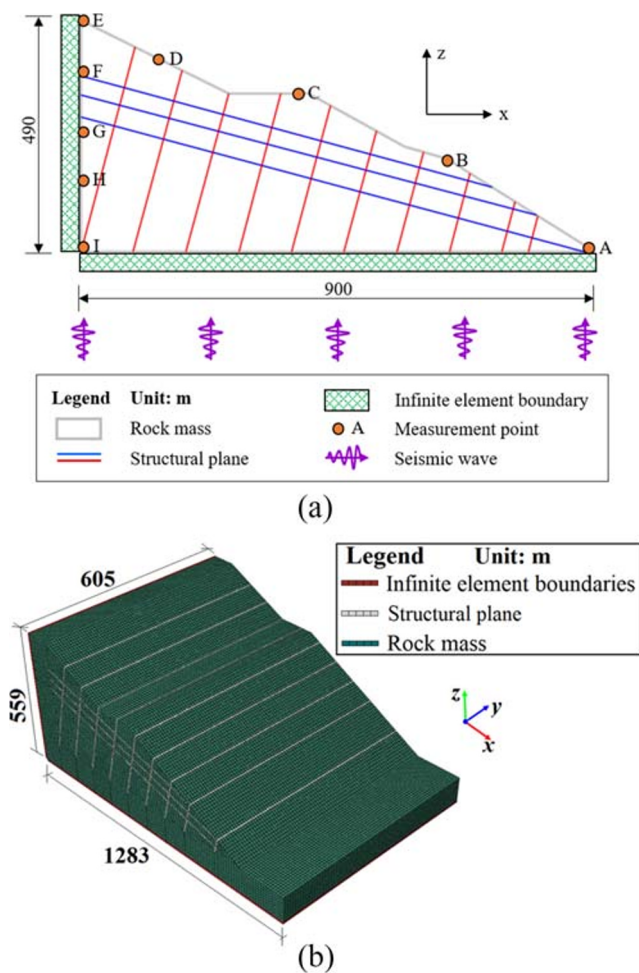 E
D
z
F
C
x
490
G
B
H
I
A
900
Legend Unit: m
Infinite element boundary
Rock mass
A Measurement point
Structural plane
Seismic wave
(a)
605
Legend Unit: m
Infinite element boundaries
Structural plane
Rock mass
559
z
y
x
1283
(b)